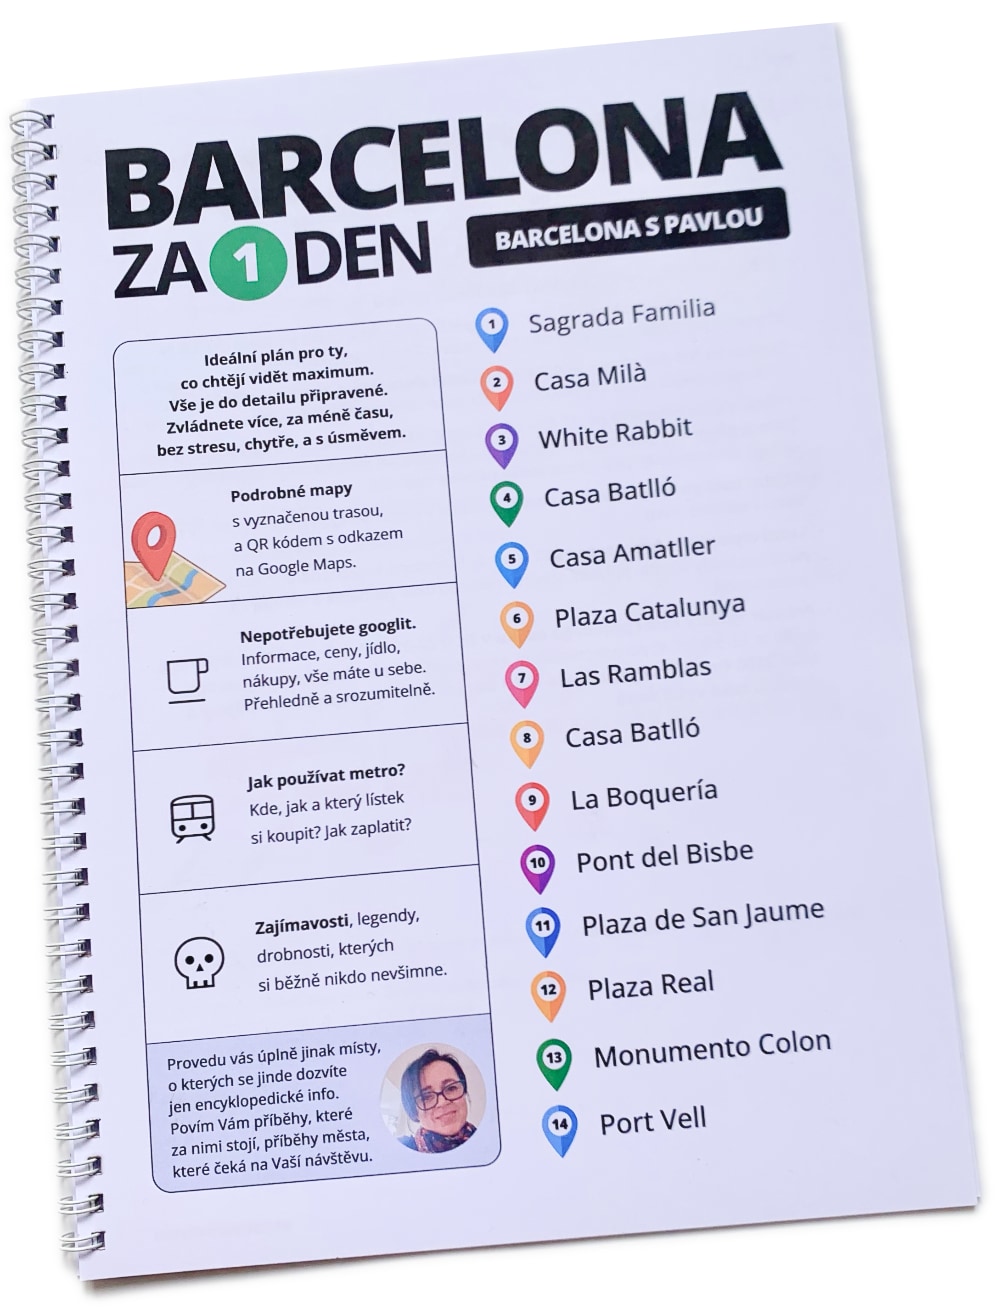 BARCELONA
ZA 1 DEN
BARCELONA S PAVLOU
Ideální plán pro ty,
co chtějí vidět maximum.
Vše je do detailu připravené.
Zvládnete více, za méně času,
bez stresu, chytře, a s úsměvem.
Podrobné mapy
s vyznačenou trasou,
a QR kódem s odkazem
na Google Maps.
Nepotřebujete googlit.
Informace, ceny, jídlo,
nákupy, vše máte u sebe.
Přehledně a srozumitelně.
Jak používat metro?
Kde, jak a který lístek
si koupit? Jak zaplatit?
Zajímavosti, legendy,
drobnosti, kterých
si běžně nikdo nevšimne.
Provedu vás úplně jinak místy,
o kterých se jinde dozvíte
jen encyklopedické info.
Povím Vám příběhy, které
za nimi stojí, příběhy města,
které čeká na Vaší návštěvu.
1 Sagrada Familia
2 Casa Milà
3 White Rabbit
4 Casa Batlló
5 Casa Amatller
6 Plaza Catalunya
7 Las Ramblas
8 Casa Batlló
9 La Boquería
10 Pont del Bisbe
11 Plaza de San Jaume
12 Plaza Real
13 Monumento Colon
14 Port Vell